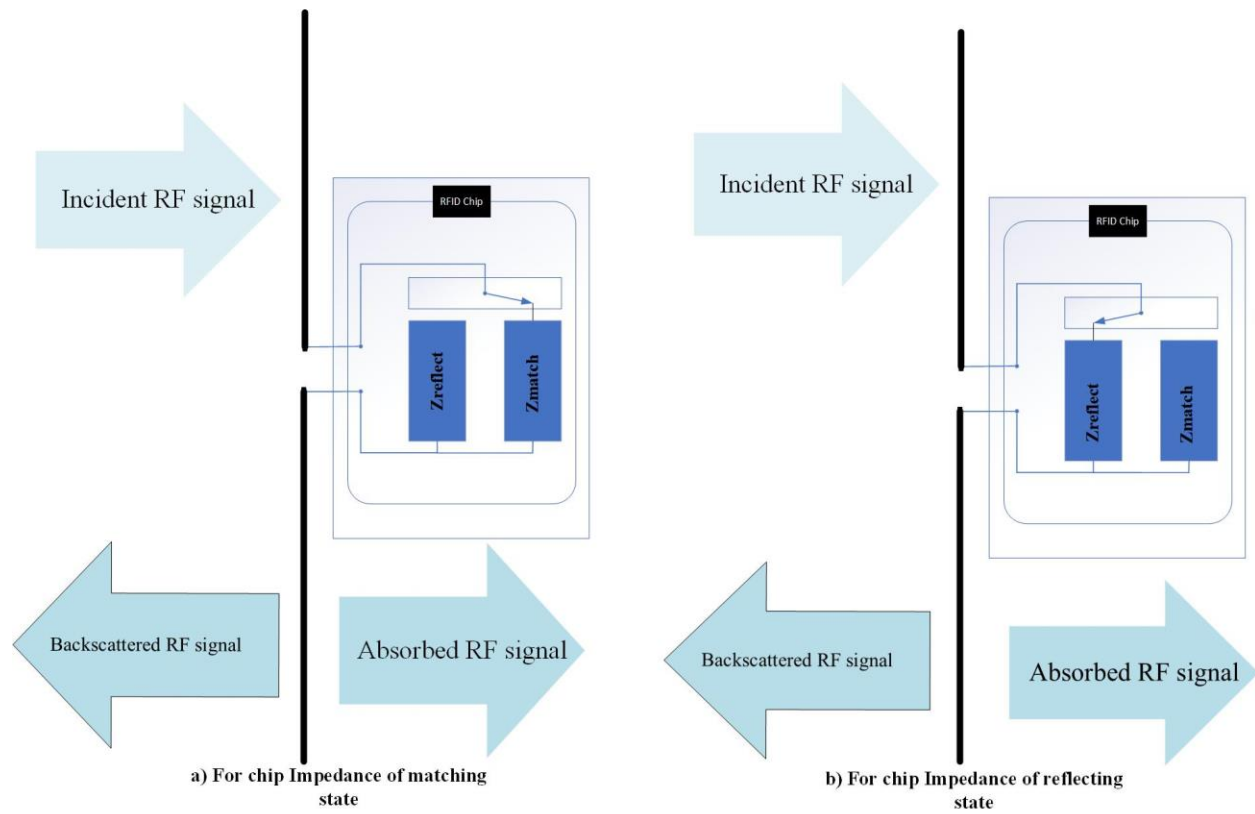 Incident RF signal
RFID Chip
Zreflect
Zmatch
Backscattered RF signal
Absorbed RF signal
a) For chip Impedance of matching
state
Incident RF signal
RFID Chip
Zreflect
Zmatch
Backscattered RF signal
Absorbed RF signal
b) For chip Impedance of reflecting
state